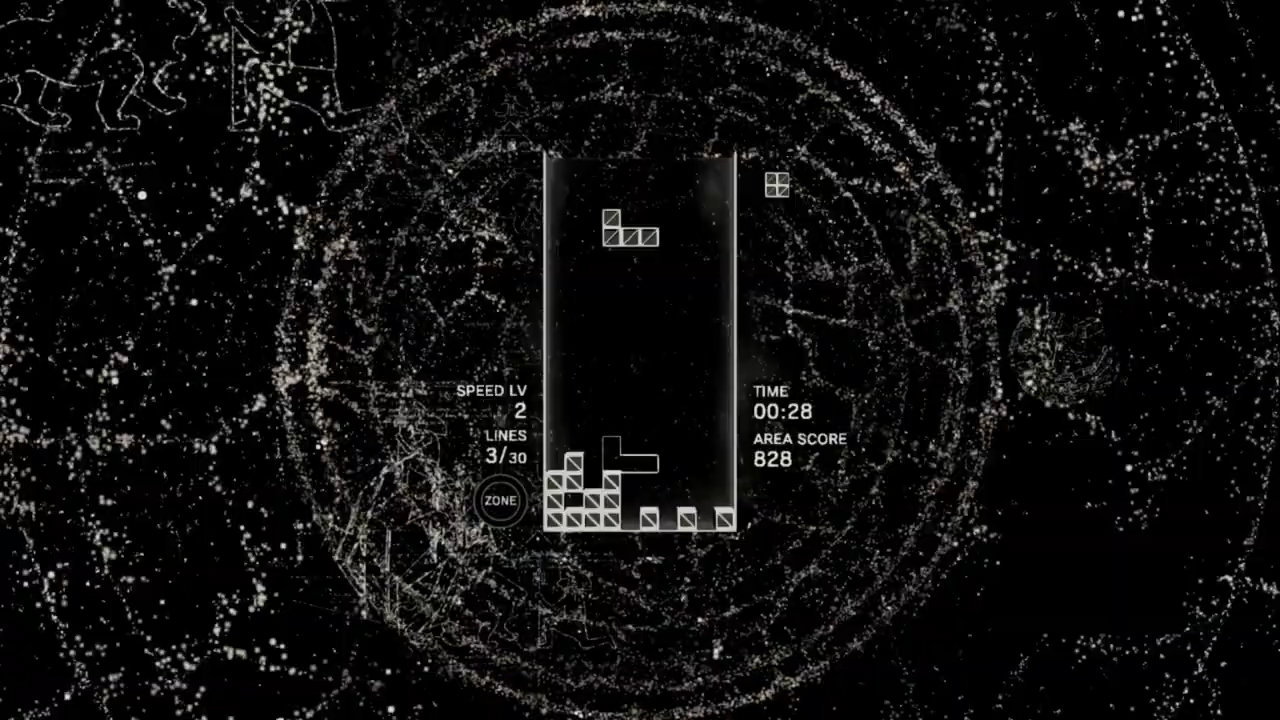 SPEED LV
2
LINES
3/30
ZONE
TIME
00:28
AREA SCORE
828